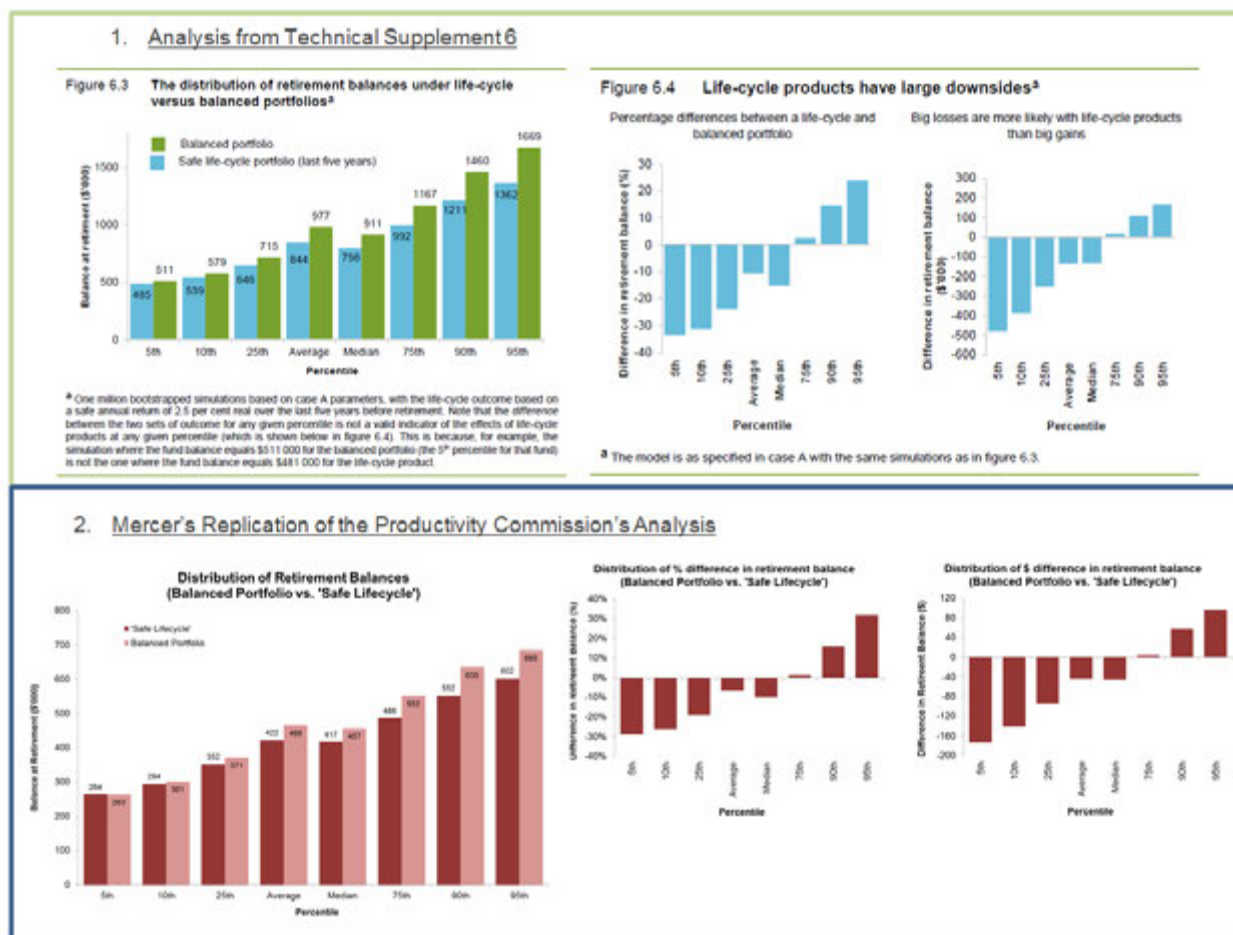 1. Analysis from Technical Supplement 6
Figure 6.3 The distribution of retirement balances under life-cycle
versus balanced portfoliosª
Balanced portfolio
Safe life-cycle portfolio (last five years)
Balance at retirement ($'000)
1500
1000
500
0
485 511
539 579
646 715
844 977
911
992 1167
1211 1460
1362 1669
5th 10th 25th Average Median 75th 90th 95th
Percentile
ª One million bootstrapped simulations based on case A parameters, with the life-cycle outcome based on
a safe annual return of 2.5 per cent real over the last five years before retirement. Note that the difference
between the two sets of outcome for any given percentile is not a valid indicator of the effects of life-cycle
products at any given percentile (which is shown below in figure 6.4). This is because, for example, the
simulation where the fund balance equals $511 000 for the balanced portfolio (the 5th percentile for that fund)
is not the one where the fund balance equals $481 000 for the life-cycle product.
Figure 6.4 Life-cycle products have large downsidesª
Percentage differences between a life-cycle and
balanced portfolio
Difference in retirement balance (%)
30
20
10
0
-10
-20
-30
-40
5th 10th 25th Average Median 75th 90th 95th
Percentile
Big losses are more likely with life-cycle products
than big gains
Difference in retirement balance
($'000)
300
200
100
0
-100
-200
-300
-400
-500
-600
5th 10th 25th Average Median 75th 90th 95th
Percentile
ª The model is as specified in case A with the same simulations as in figure 6.3.
2. Mercer's Replication of the Productivity Commission's Analysis
Distribution of Retirement Balances
(Balanced Portfolio vs. 'Safe Lifecycle')
'Safe Lifecycle'
Balanced Portfolio
Balance at Retirement ($'000)
800
700
600
500
400
300
200
100
0
294 301
352 371
422
417 457
552
602
5th 10th 25th Average Median 75th 90th 95th
Percentile
Distribution of % difference in retirement balance
(Balanced Portfolio vs. 'Safe Lifecycle')
Difference in Retirement Balance (%)
40%
30%
20%
10%
0%
-10%
-20%
-30%
-40%
5th 10th 25th Average Median 75th 90th 95th
Percentile
Distribution of $ difference in retirement balance
(Balanced Portfolio vs. 'Safe Lifecycle')
Difference in Retirement Balance ($)
120
80
40
0
-40
-80
-120
-160
-200
5th 10th 25th Average Median 75th 90th 95th
Percentile